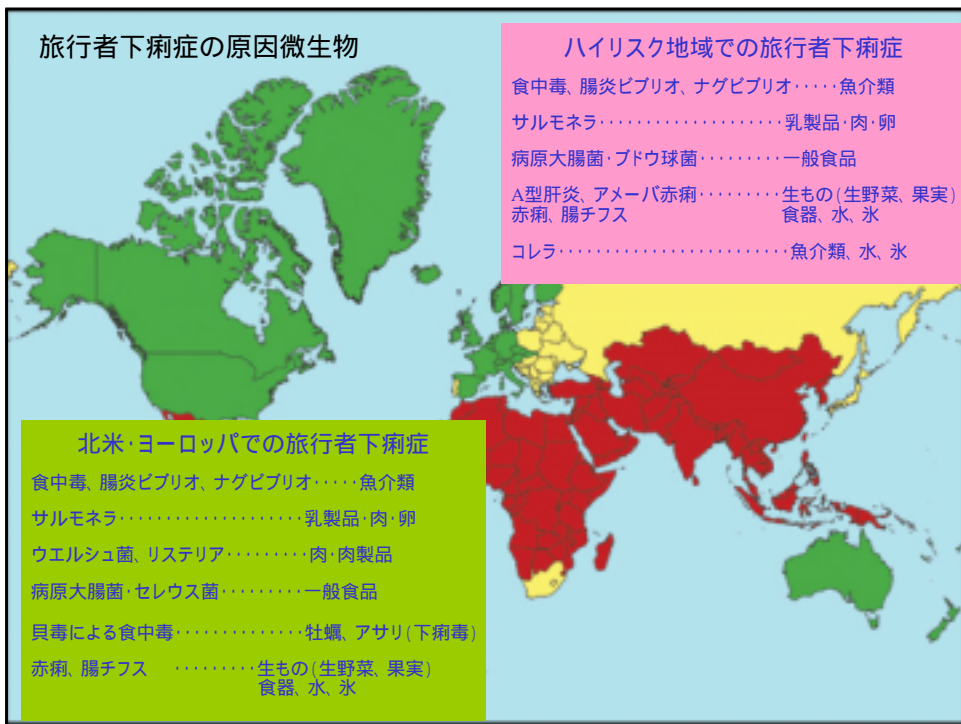 旅行者下痢症の原因微生物
ハイリスク地域での旅行者下痢症
食中毒、腸炎ビブリオ、ナグビブリオ・・・・・魚介類
サルモネラ・・・・・・・・・・・・・・・・・・・・乳製品・肉・卵
病原大腸菌・ブドウ球菌・・・・・・・・・一般食品
A型肝炎、アメーバ赤痢・・・・・・・・・生もの(生野菜、果実)
赤痢、腸チフス 食器、水、氷
コレラ・・・・・・・・・・・・・・・・・・・・・・・・・魚介類、水、氷
北米・ヨーロッパでの旅行者下痢症
食中毒、腸炎ビブリオ、ナグビブリオ・・・・・魚介類
サルモネラ・・・・・・・・・・・・・・・・・・・・乳製品・肉・卵
ウエルシュ菌、リステリア・・・・・・・・・肉・肉製品
病原大腸菌・セレウス菌・・・・・・・・・一般食品
貝毒による食中毒・・・・・・・・・・・・・・牡蠣、アサリ(下痢毒)
赤痢、腸チフス ・・・・・・・・・生もの(生野菜、果実)
食器、水、氷